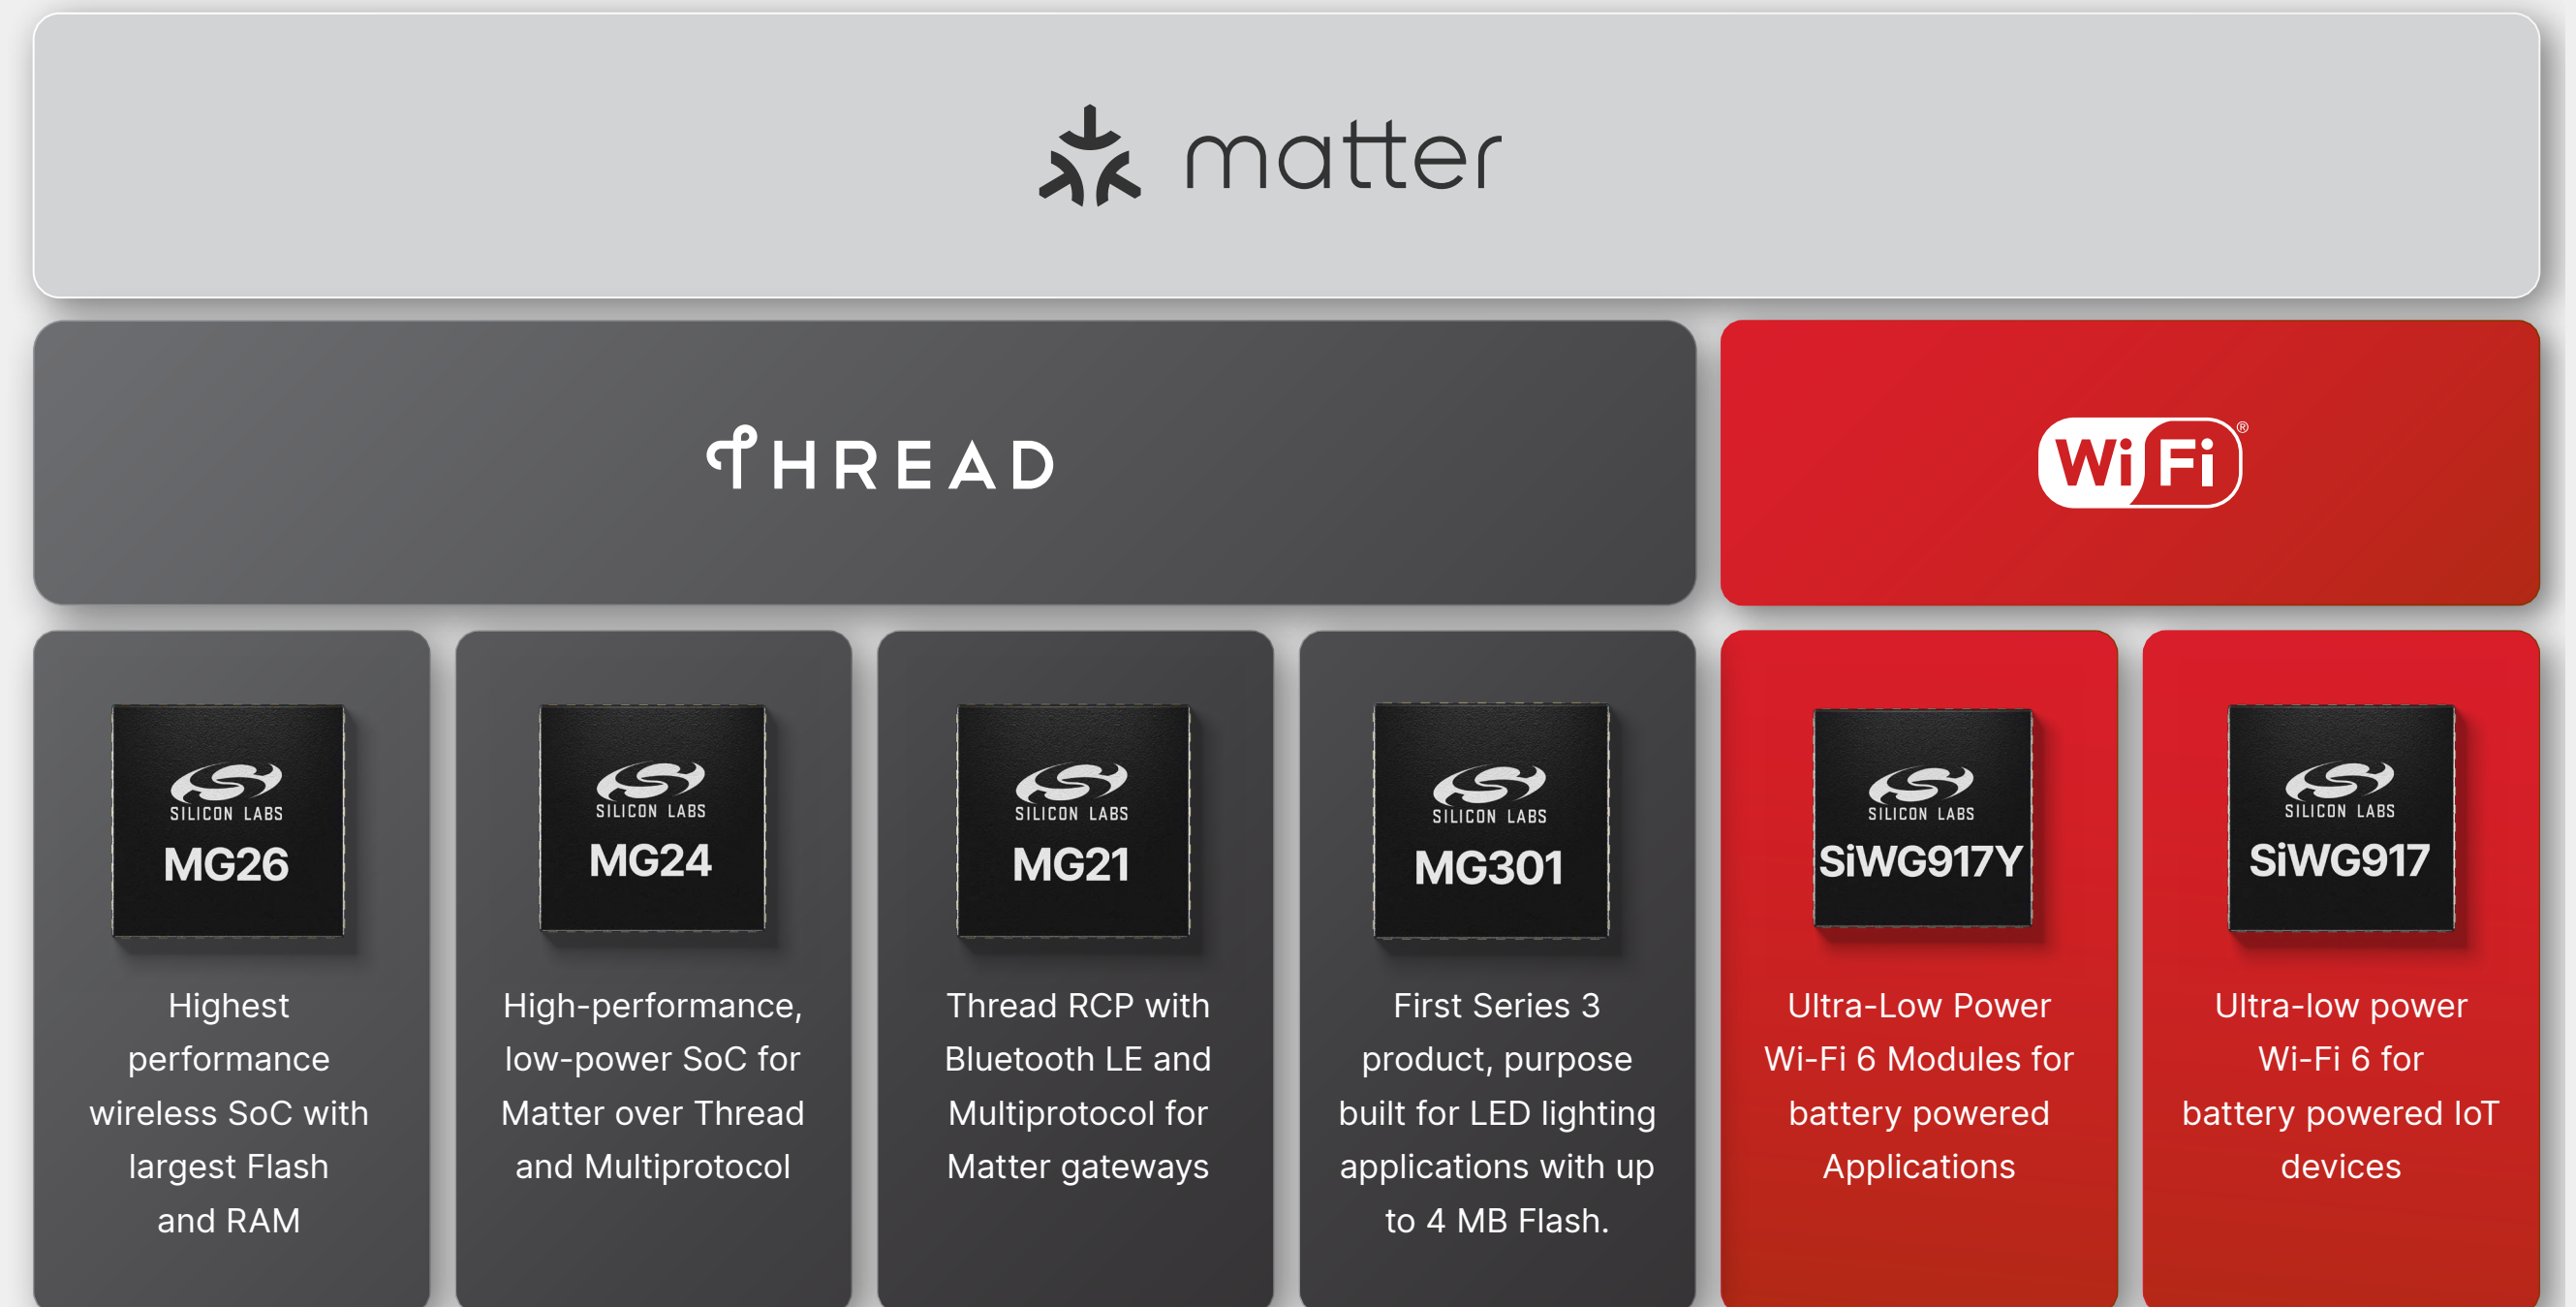 matter
THREAD
Wi Fi ®
SILICON LABS
MG26
Highest
performance
wireless SoC with
largest Flash
and RAM
SILICON LABS
MG24
High-performance,
low-power SoC for
Matter over Thread
and Multiprotocol
SILICON LABS
MG21
Thread RCP with
Bluetooth LE and
Multiprotocol for
Matter gateways
SILICON LABS
MG301
First Series 3
product, purpose
built for LED lighting
applications with up
to 4 MB Flash.
SILICON LABS
SiWG917Y
Ultra-Low Power
Wi-Fi 6 Modules for
battery powered
Applications
SILICON LABS
SiWG917
Ultra-low power
Wi-Fi 6 for
battery powered IoT
devices